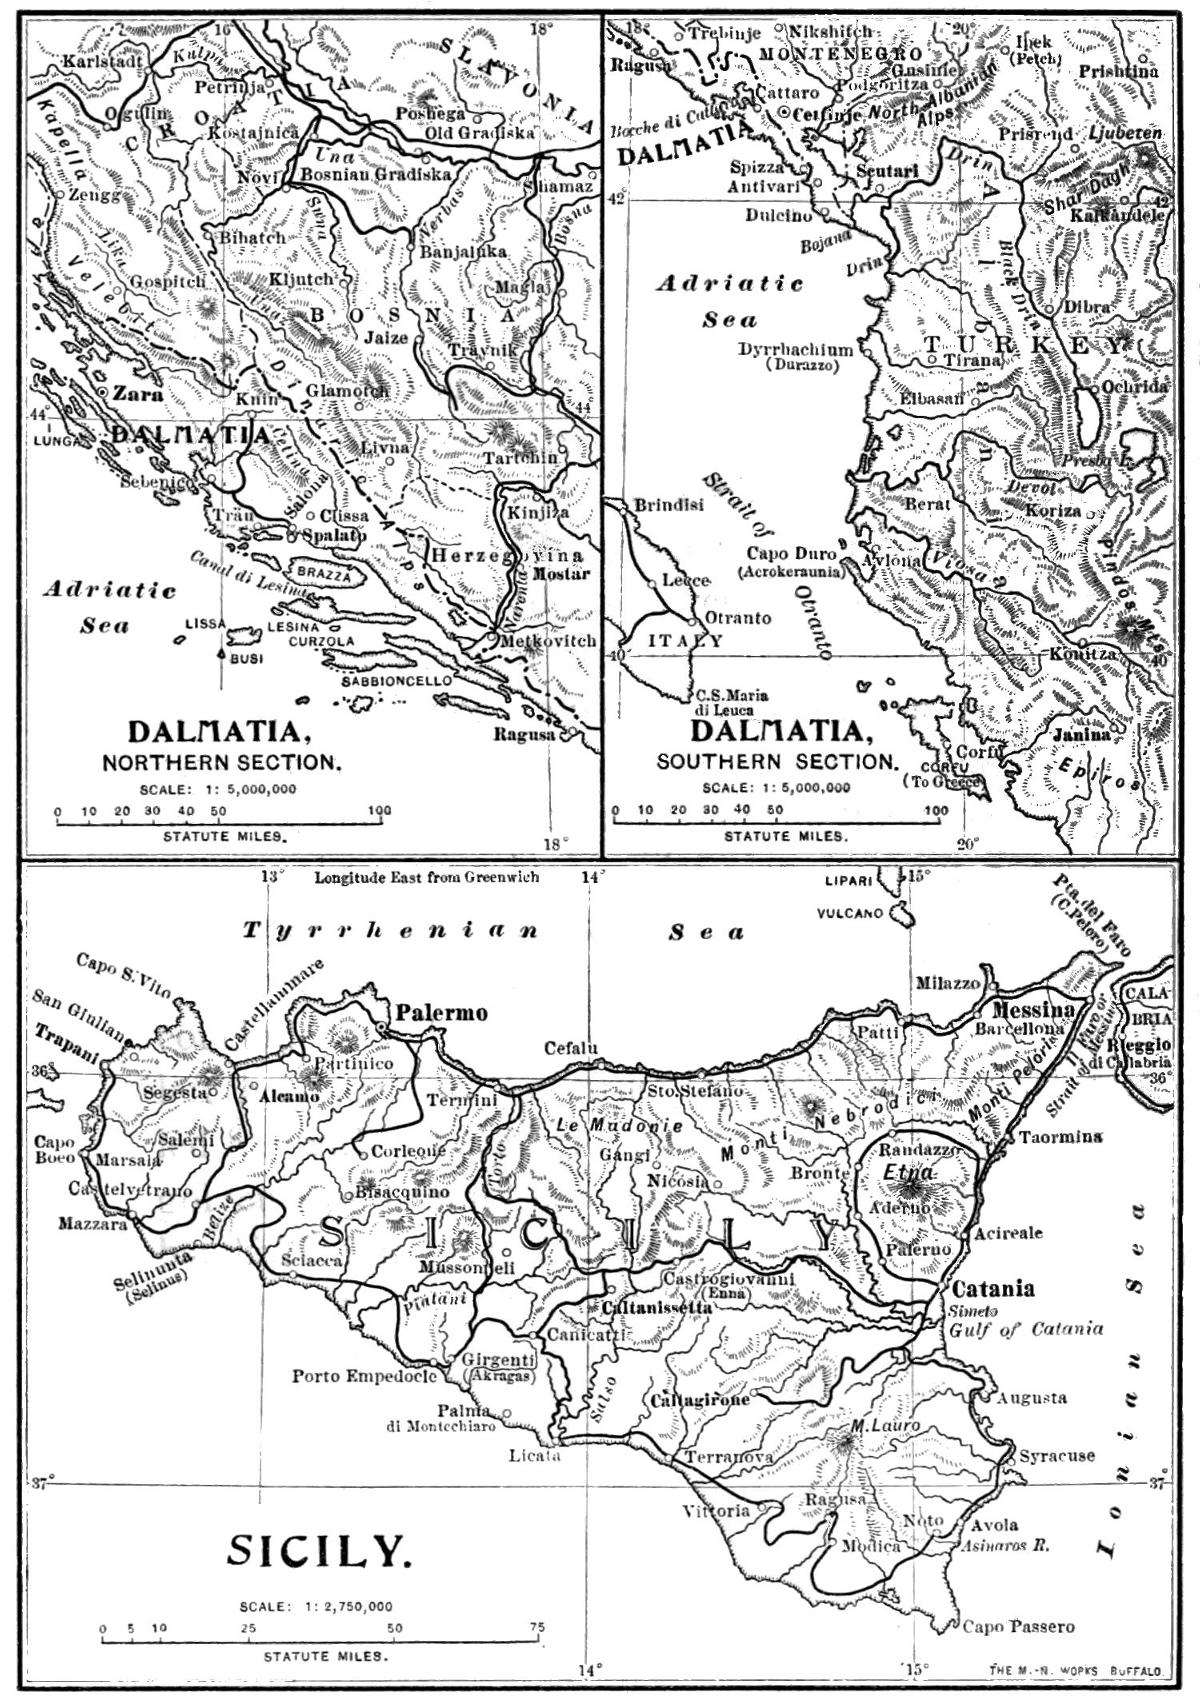 16°
18°
Karlstadt
Kulpa
SLAVONIA
Petrinja
Ogulin
CROATIA
Poshega
Old Gradiska
Kapella
Kostajnica
Una
Novi
Bosnian Gradiska
Shamaz
Zengg
Sana
Verbas
Bosna
Bihatch
Banjaluka
Lika
Velebit
Gospitch
Kljutch
Maglaj
Una
BOSNIA
Jaize
Travnik
Dinaric
Zara
Glamotch
Knin
44°
44°
LUNGA
DALMATIA
Cetina
Livna
Tartchin
Sebenico
Salona
Trau
Clissa
Kinjiza
Spalato
Alps
Herzegovina
Canal di Lesina
BRAZZA
Mostar
Adriatic
Sea
Narenta
LISSA
LESINA
CURZOLA
Metkovitch
BUSI
SABBIONCELLO
Ragusa
DALMATIA,
NORTHERN SECTION.
SCALE: 1: 5,000,000
0 10 20 30 40 50 100
STATUTE MILES.
18°
18°
Trebinje
Nikshitch
20°
Ipek
(Petch)
Ragusa
MONTENEGRO
Gusinje
Prishtina
Cattaro
Podgoritza
North Albanian
Alps
Bocche di Cattaro
Cettinje
DALMATIA
Prisrend
Ljubeten
Drin
Spizza
Antivari
Scutari
Shar Dagh
42°
42°
Kalkandele
Dulcino
Bojana
Drin
Albania
Black Drin
Adriatic
Sea
Dibra
TURKEY
Dyrrhachium
(Durazzo)
Tirana
Ochrida
Elbasan
Presba L.
Strait of Otranto
Devol
Brindisi
Berat
Koriza
Capo Duro
(Acrokeraunia)
Avlona
Viosa
Pindos Mts.
Lecce
Otranto
ITALY
40°
Konitza
40°
C.S.Maria
di Leuca
DALMATIA,
SOUTHERN SECTION.
Janina
Corfu
CORFU
(To Greece)
Epiros
SCALE: 1: 5,000,000
0 10 20 30 40 50 100
STATUTE MILES.
20°
13°
Longitude East from Greenwich
14°
LIPARI
15°
VULCANO
Pta. del Faro
(C. Peloro)
Tyrrhenian Sea
Capo S. Vito
San Giuliano
Castellammare
Milazzo
CALA-
BRIA
Trapani
Palermo
Messina
Barcellona
Patti
Il Faro, or
Strait of Messina
Reggio
di Calabria
Cefalu
36°
36°
Partinico
Segesta
Alcamo
Termini
Sto. Stefano
Monti Peloria
Le Madonie
Monti Nebrodici
Taormina
Salemi
Capo
Boeo
Marsala
Corleone
Torto
Gangi
Randazzo
Bronte
Etna
Castelvetrano
Bisacquino
Nicosia
Aderno
Mazzara
Belize
SICILY
Acireale
Palerno
Sciacca
Mussomeli
Selinunta
(Selinus)
Castrogiovanni
(Enna)
Catania
Platani
Caltanissetta
Simeto
Gulf of Catania
Canicatti
Ionian Sea
Girgenti
(Akragas)
Porto Empedocle
Salso
Caltagirone
Augusta
Palma
di Montechiaro
M. Lauro
Licata
Terranova
Syracuse
37°
37°
Vittoria
Ragusa
Noto
Avola
Modica
Asinaros R.
SICILY.
SCALE: 1: 2,750,000
0 5 10 25 50 75
STATUTE MILES.
Capo Passero
14°
15°
THE M.-N. WORKS BUFFALO.